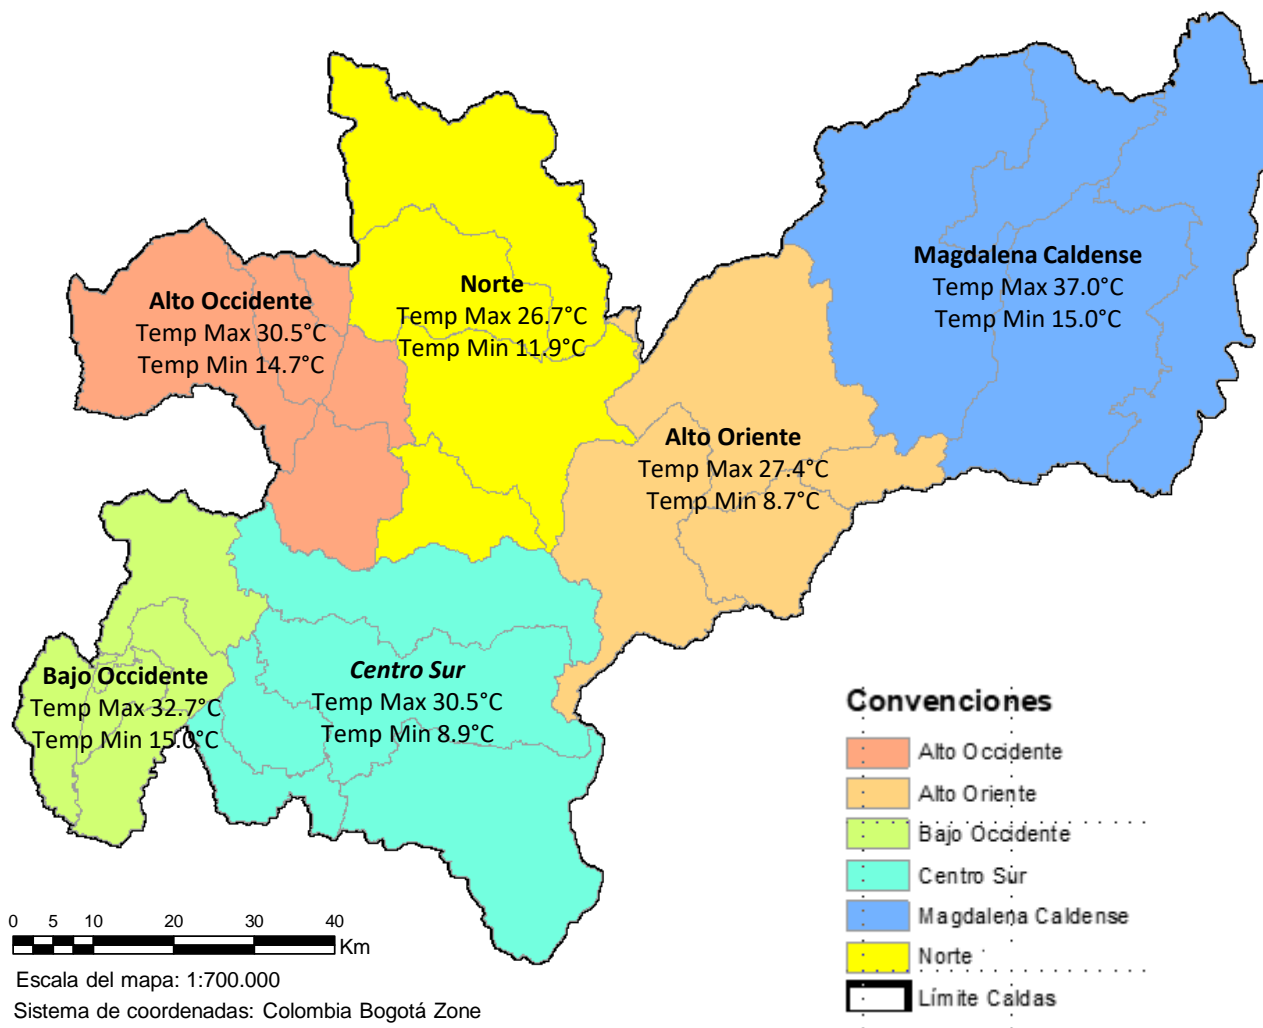 Magdalena Caldense
Temp Max 37.0°C
Temp Min 15.0°C
Norte
Temp Max 26.7°C
Temp Min 11.9°C
Alto Occidente
Temp Max 30.5°C
Temp Min 14.7°C
Alto Oriente
Temp Max 27.4°C
Temp Min 8.7°C
Bajo Occidente
Temp Max 32.7°C
Temp Min 15.0°C
Centro Sur
Temp Max 30.5°C
Temp Min 8.9°C
Convenciones
Alto Occidente
Alto Oriente
Bajo Occidente
Centro Sur
Magdalena Caldense
Norte
Límite Caldas
0 5 10 20 30 40
Km
Escala del mapa: 1:700.000
Sistema de coordenadas: Colombia Bogotá Zone